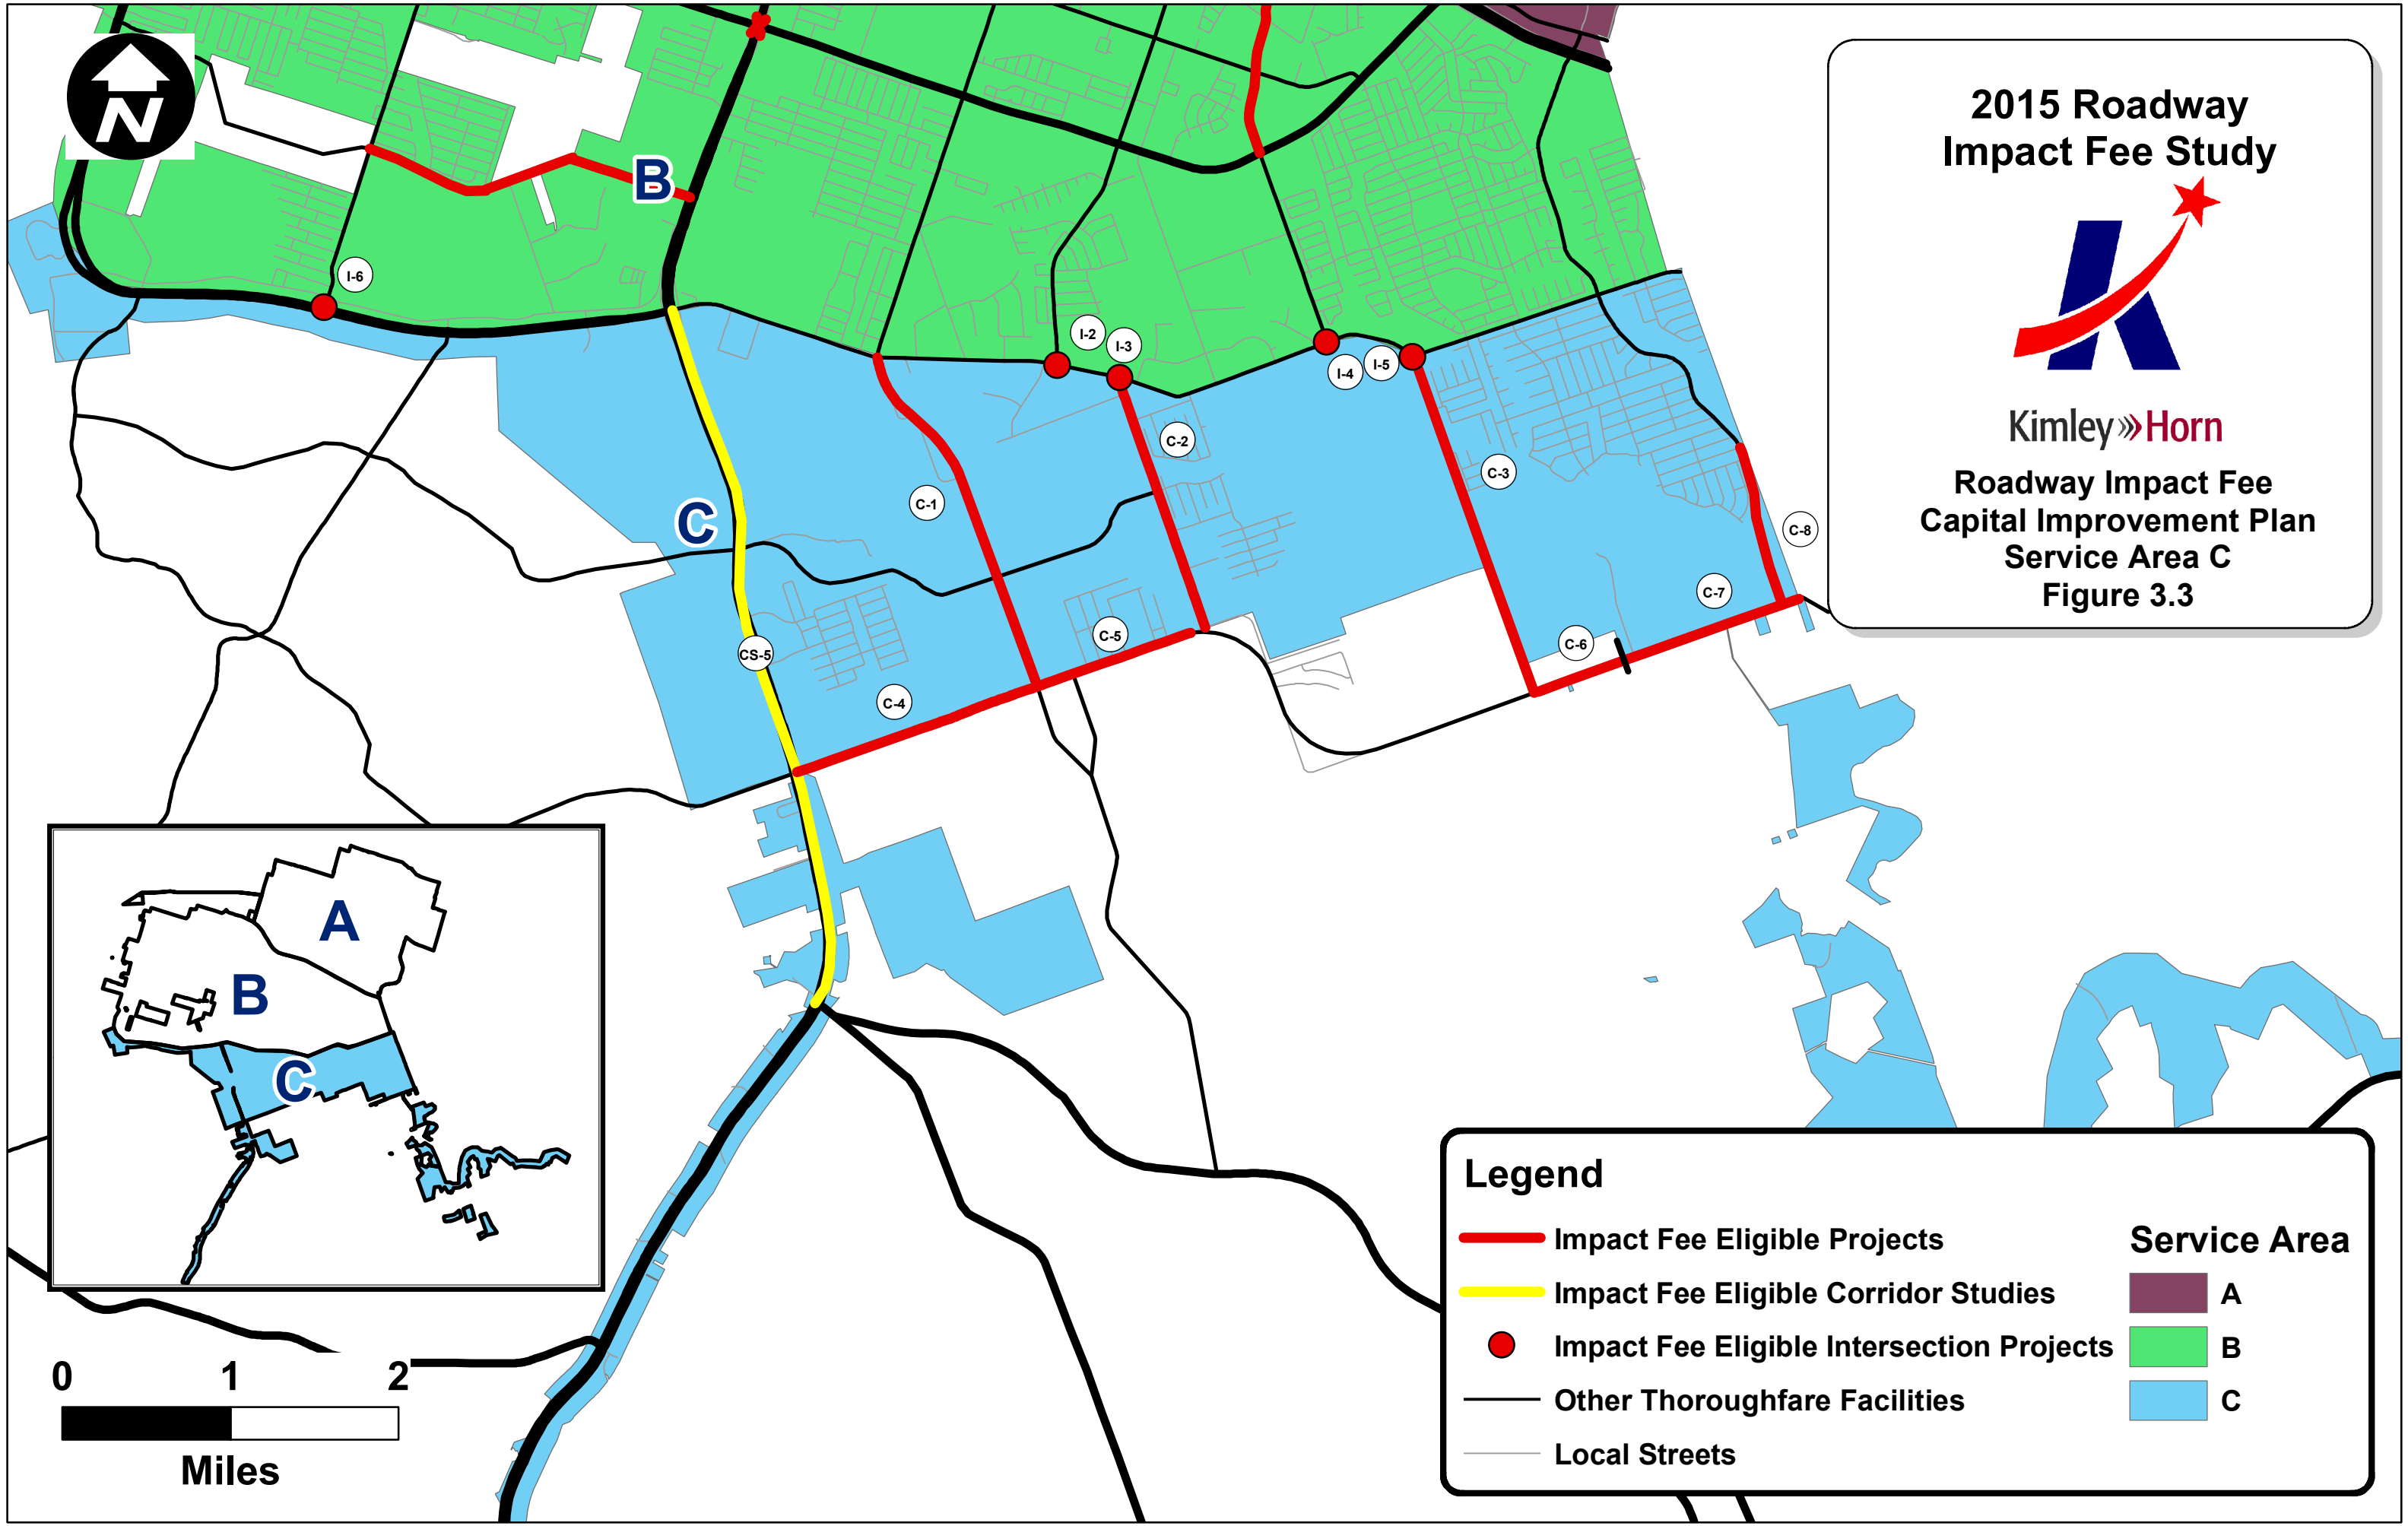 N
2015 Roadway
Impact Fee Study
Kimley»Horn
Roadway Impact Fee
Capital Improvement Plan
Service Area C
Figure 3.3
B
I-6
I-2
I-3
I-4
I-5
C-2
C-3
C-1
C
C-8
C-7
C-5
C-6
CS-5
C-4
A
B
C
0 1 2
Miles
Legend
Impact Fee Eligible Projects
Impact Fee Eligible Corridor Studies
Impact Fee Eligible Intersection Projects
Other Thoroughfare Facilities
Local Streets
Service Area
A
B
C